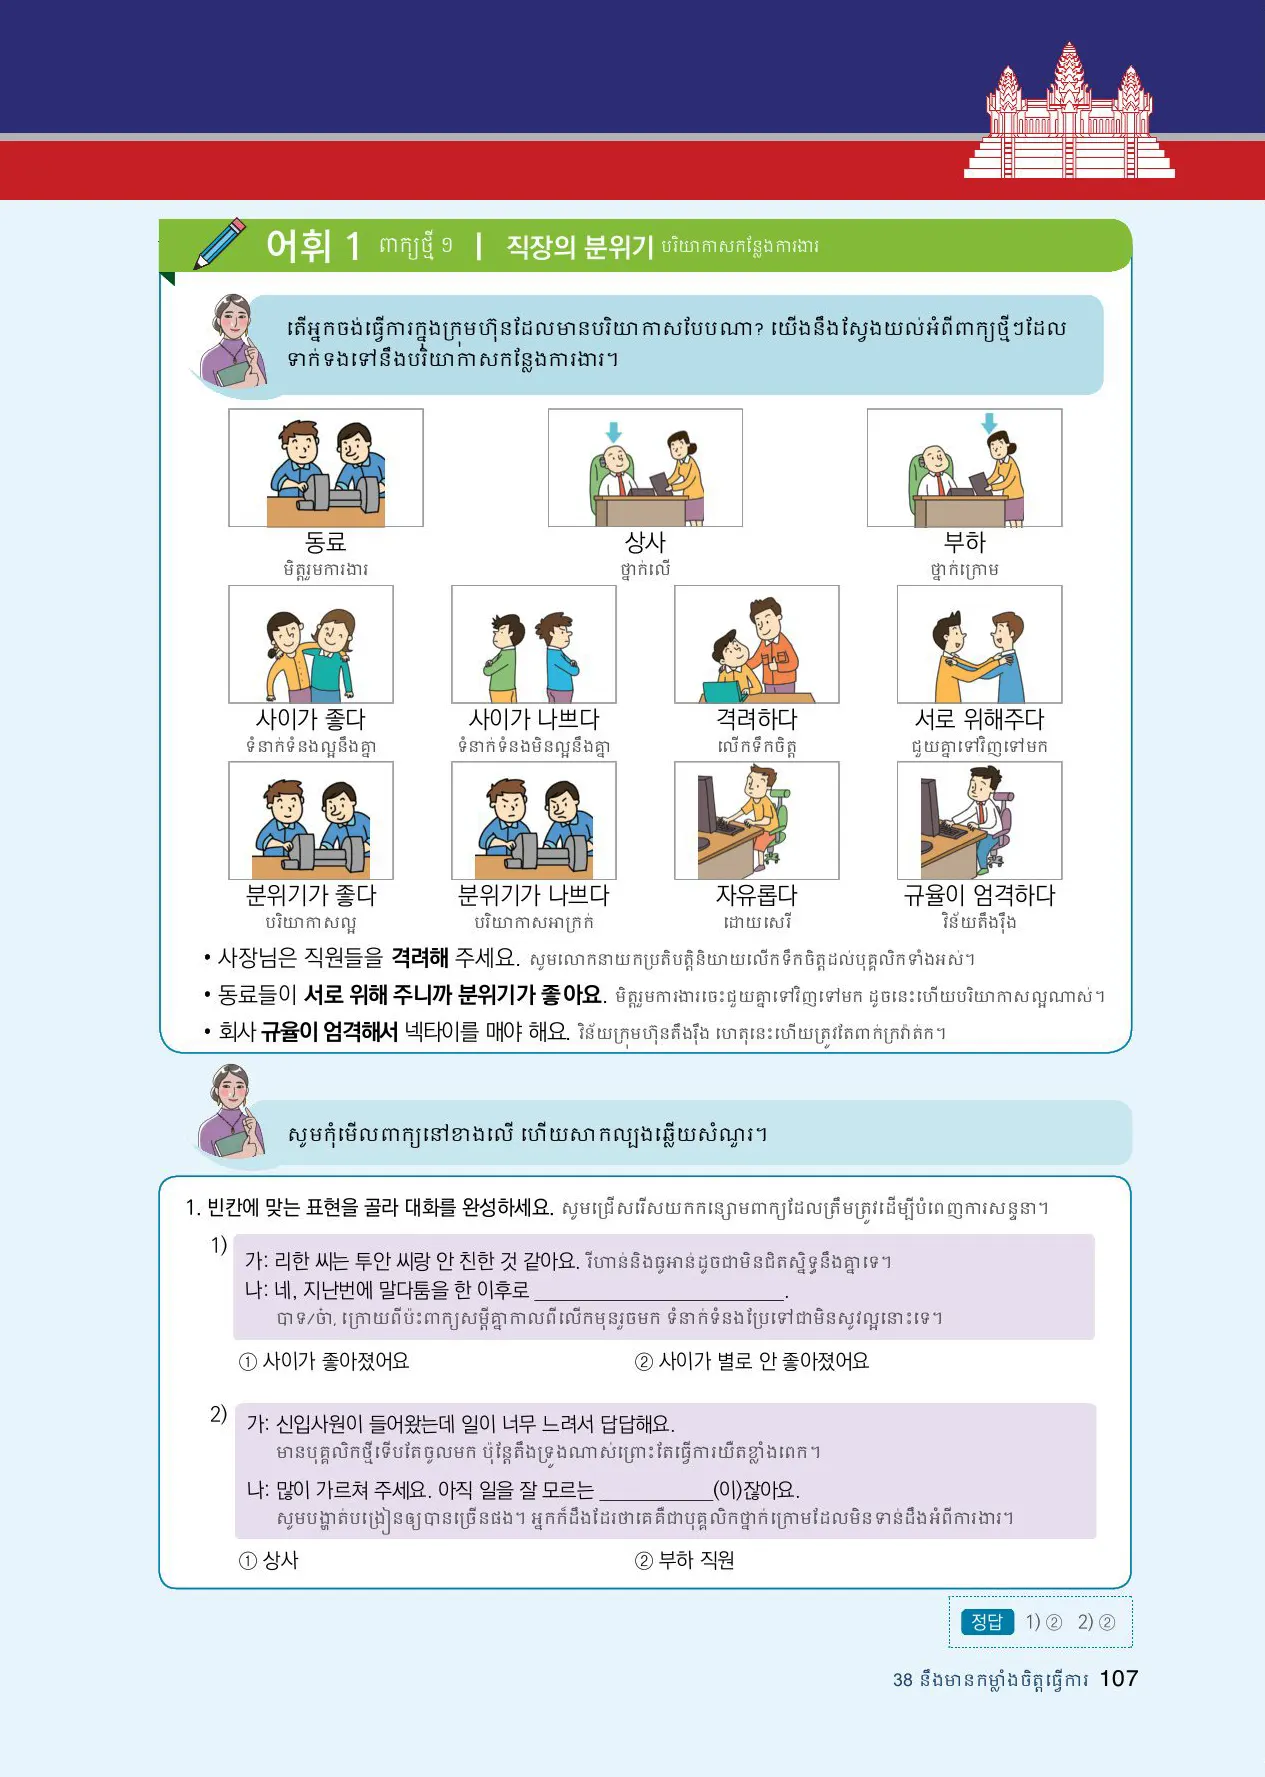 어휘 1 ពាក្យថ្មី ១ | 직장의 분위기 បរិយាកាសកន្លែងការងារ
តើអ្នកចង់ធ្វើការក្នុងក្រុមហ៊ុនដែលមានបរិយាកាសបែបណា? យើងនឹងស្វែងយល់អំពីពាក្យថ្មីៗដែល
ទាក់ទងទៅនឹងបរិយាកាសកន្លែងការងារ។
동료 상사 부하
មិត្តរួមការងារ ថ្នាក់លើ ថ្នាក់ក្រោម
사이가 좋다 사이가 나쁘다 격려하다 서로 위해주다
ទំនាក់ទំនងល្អនឹងគ្នា ទំនាក់ទំនងមិនល្អនឹងគ្នា លើកទឹកចិត្ត ជួយគ្នាទៅវិញទៅមក
분위기가 좋다 분위기가 나쁘다 자유롭다 규율이 엄격하다
បរិយាកាសល្អ បរិយាកាសអាក្រក់ ដោយសេរី វិន័យតឹងរ៉ឹង
• 사장님은 직원들을 격려해 주세요. សូមលោកនាយកប្រតិបត្តិនិយាយលើកទឹកចិត្តដល់បុគ្គលិកទាំងអស់។
• 동료들이 서로 위해 주니까 분위기가 좋아요. មិត្តរួមការងារចេះជួយគ្នាទៅវិញទៅមក ដូចនេះហើយបរិយាកាសល្អណាស់។
• 회사 규율이 엄격해서 넥타이를 매야 해요. វិន័យក្រុមហ៊ុនតឹងរ៉ឹង ហេតុនេះហើយត្រូវតែពាក់ក្រវ៉ាត់ក។
សូមកុំមើលពាក្យនៅខាងលើ ហើយសាកល្បងឆ្លើយសំណួរ។
1. 빈칸에 맞는 표현을 골라 대화를 완성하세요. សូមជ្រើសរើសយកកន្សោមពាក្យដែលត្រឹមត្រូវដើម្បីបំពេញការសន្ទនា។
1)
가: 리한 씨는 투안 씨랑 안 친한 것 같아요. រីហាន់និងធូអាន់ដូចជាមិនជិតស្និទ្ធនឹងគ្នាទេ។
나: 네, 지난번에 말다툼을 한 이후로 ____________________.
បាទ/ចា៎, ក្រោយពីប៉ះពាក្យសម្ដីគ្នាកាលពីលើកមុនរួចមក ទំនាក់ទំនងប្រែទៅជាមិនសូវល្អនោះទេ។
① 사이가 좋아졌어요 ② 사이가 별로 안 좋아졌어요
2)
가: 신입사원이 들어왔는데 일이 너무 느려서 답답해요.
មានបុគ្គលិកថ្មីទើបតែចូលមក ប៉ុន្តែតឹងទ្រូងណាស់ព្រោះតែធ្វើការយឺតខ្លាំងពេក។
나: 많이 가르쳐 주세요. 아직 일을 잘 모르는 __________(이)잖아요.
សូមបង្ហាត់បង្រៀនឲ្យបានច្រើនផង។ អ្នកក៏ដឹងដែរថាគេគឺជាបុគ្គលិកថ្នាក់ក្រោមដែលមិនទាន់ដឹងអំពីការងារ។
① 상사 ② 부하 직원
정답 1) ② 2) ②
38 នឹងមានកម្លាំងចិត្តធ្វើការ 107